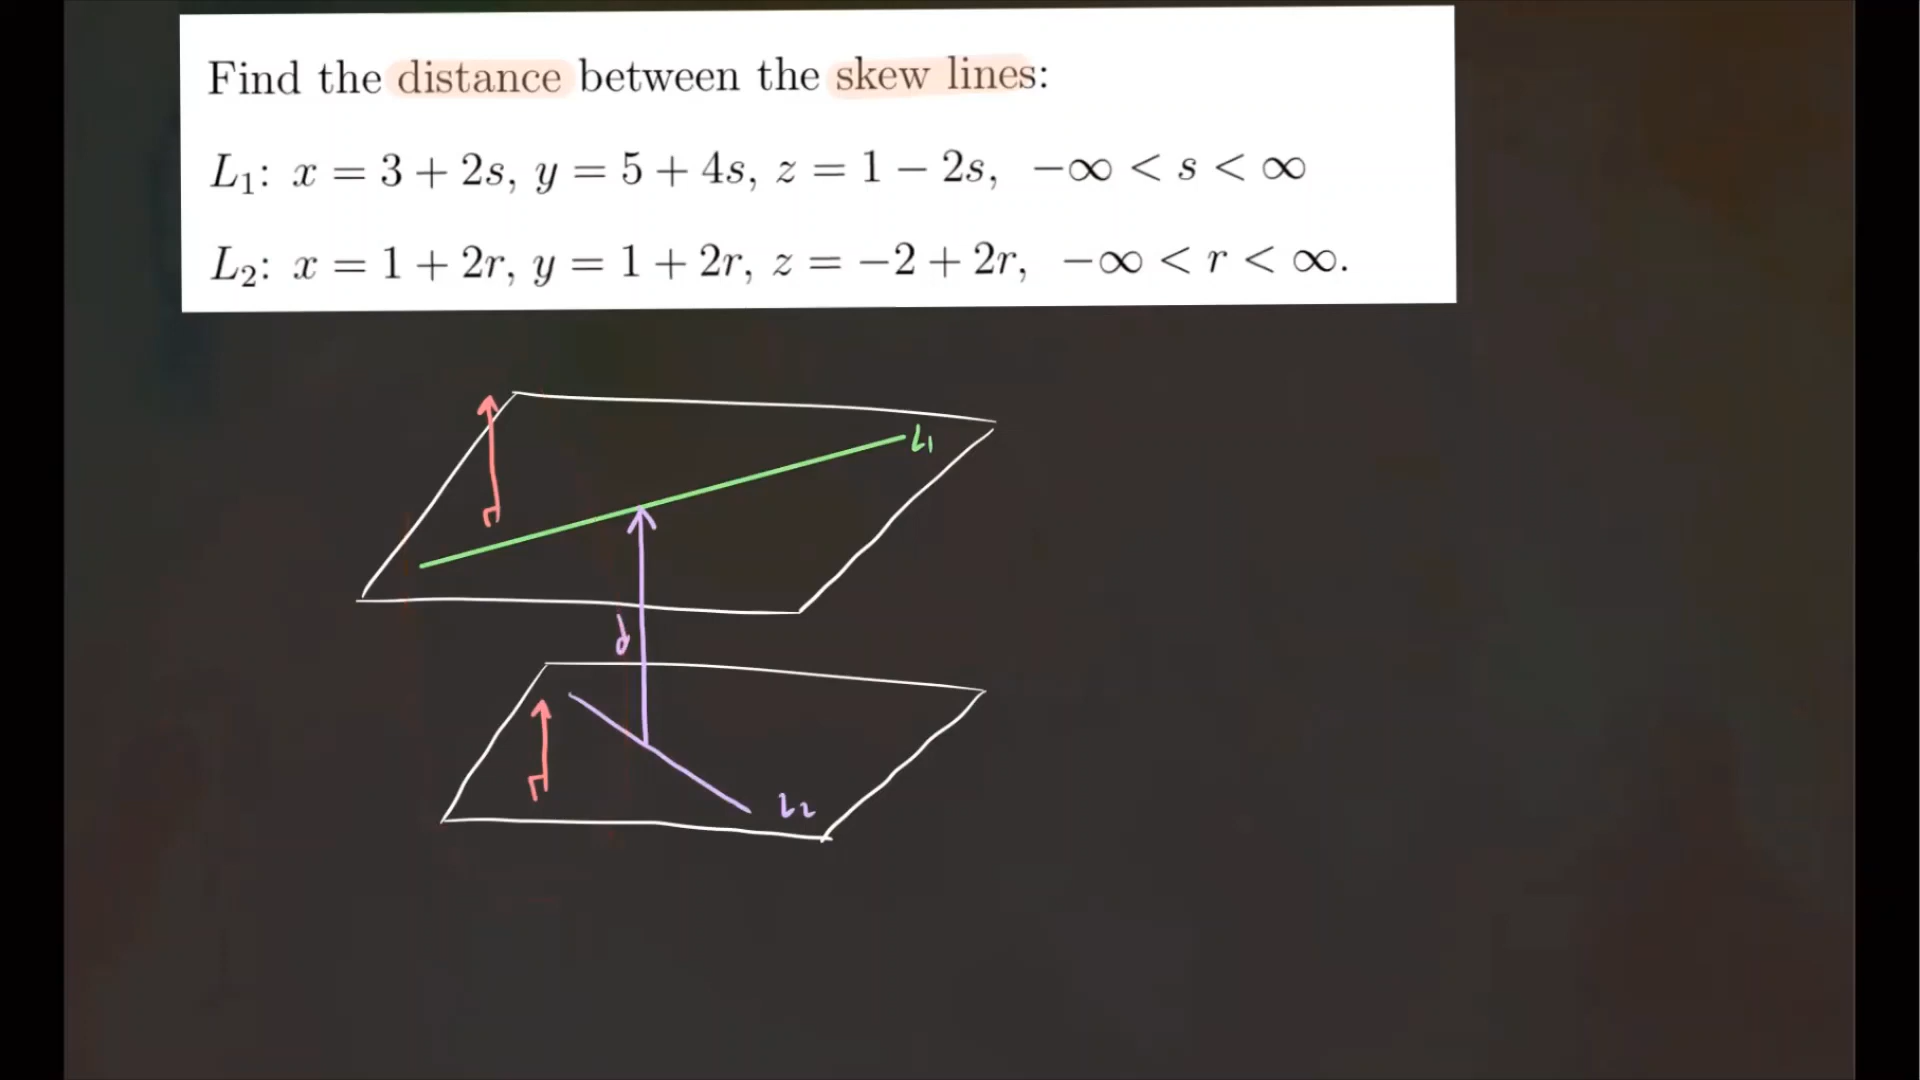 Find the distance between the skew lines:
L₁: x = 3 + 2s, y = 5 + 4s, z = 1 − 2s, −∞ < s < ∞
L₂: x = 1 + 2r, y = 1 + 2r, z = −2 + 2r, −∞ < r < ∞.
L₁
d
L₂